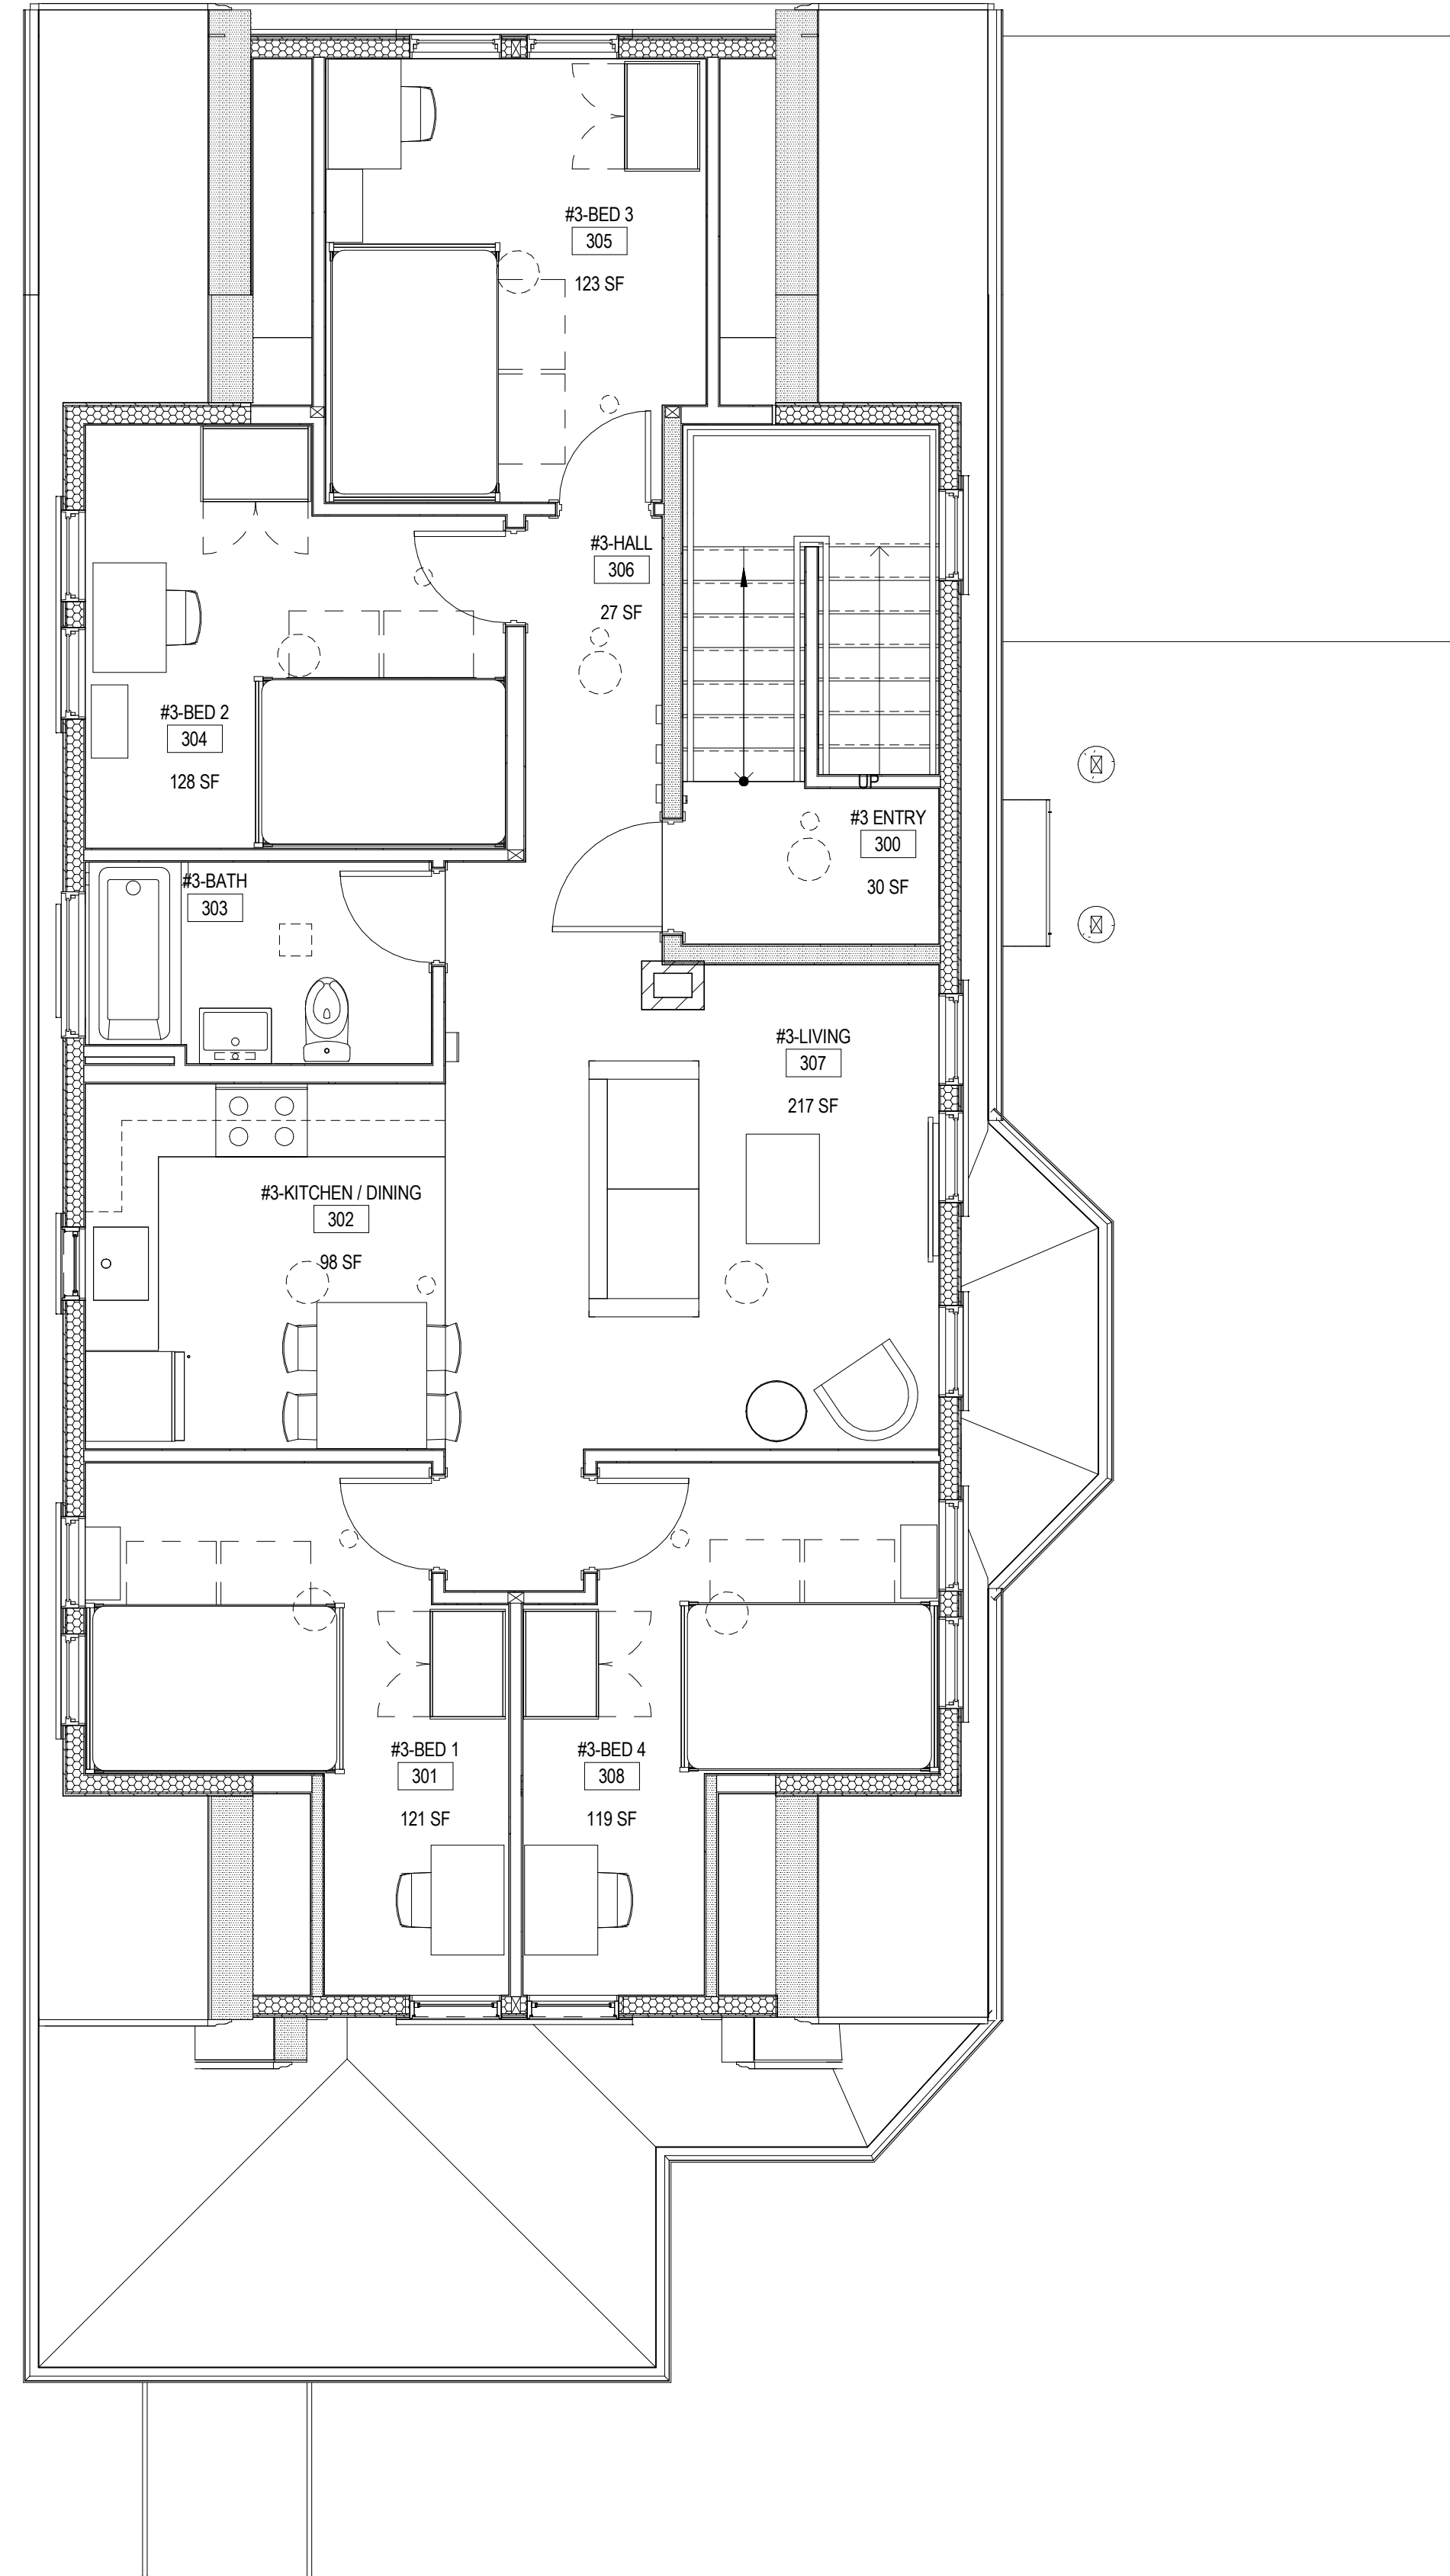 #3-BED 3
305
123 SF
#3-HALL
306
27 SF
#3-BED 2
304
128 SF
UP
#3 ENTRY
300
30 SF
#3-BATH
303
#3-LIVING
307
217 SF
#3-KITCHEN / DINING
302
98 SF
#3-BED 1
301
121 SF
#3-BED 4
308
119 SF